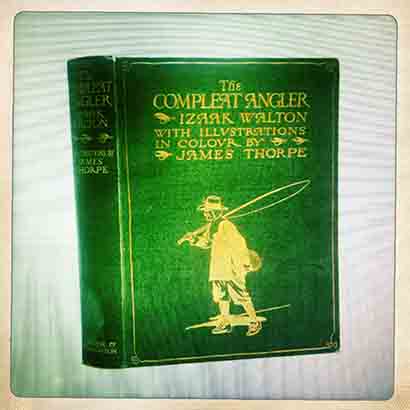 The
COMPLEAT ANGLER
IZAAK WALTON
WITH ILLUSTRATIONS
IN COLOUR BY
JAMES THORPE
The
COMPLEAT
ANGLER
IZAAK
WALTON
BY
JAMES
THORPE